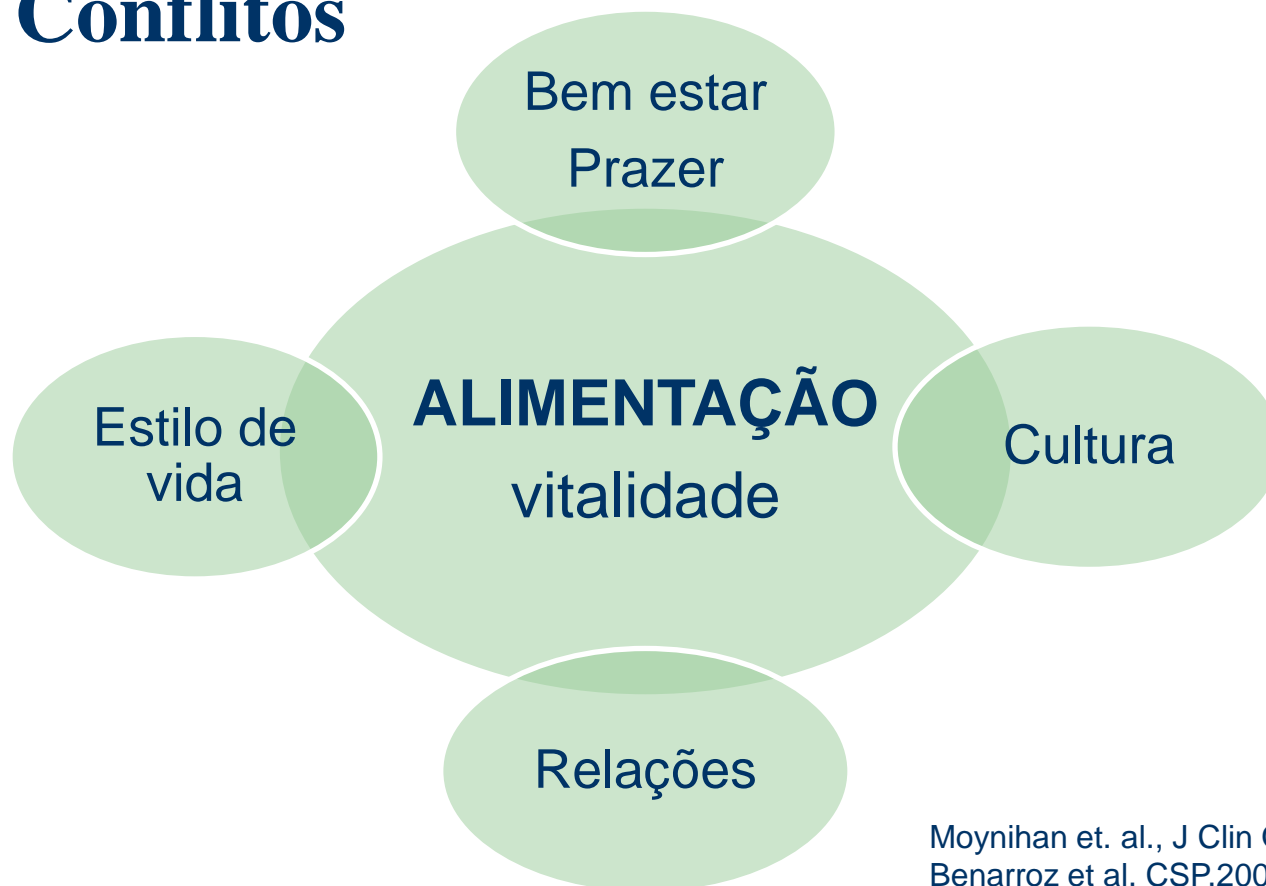 Conflitos
Bem estar
Prazer
ALIMENTAÇÃO
vitalidade
Estilo de
vida
Cultura
Relações
Moynihan et. al., J Clin
Benarroz et al. CSP.200